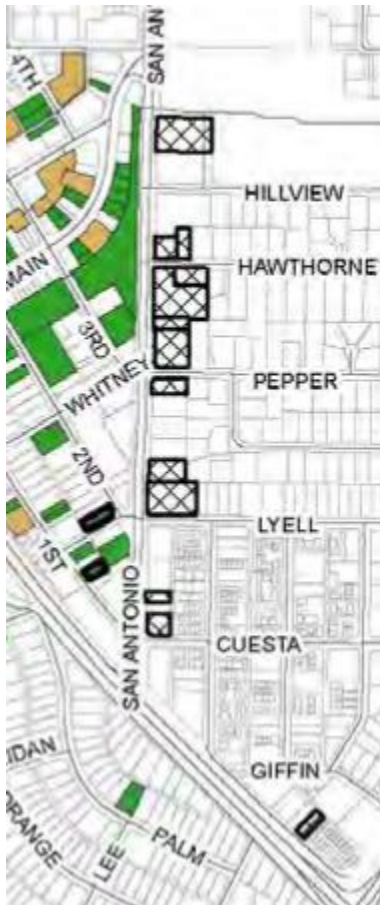 SAN AN
4TH
HILLVIEW
MAIN
HAWTHORNE
3RD
WHITNEY
PEPPER
2ND
LYELL
1ST
SAN ANTONIO
CUESTA
GIFFIN
IDAN
ORANGE
LEE
PALM